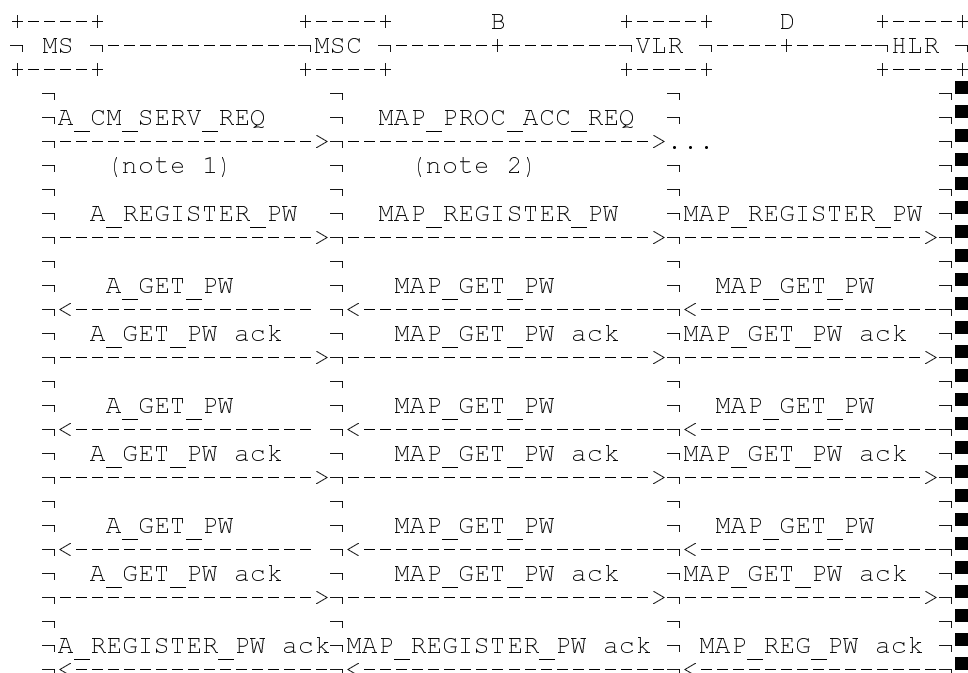 B D
MS MSC VLR HLR
A_CM_SERV_REQ MAP_PROC_ACC_REQ
...
(note 1) (note 2)
A_REGISTER_PW MAP_REGISTER_PW MAP_REGISTER_PW
A_GET_PW MAP_GET_PW MAP_GET_PW
A_GET_PW ack MAP_GET_PW ack MAP_GET_PW ack
A_GET_PW MAP_GET_PW MAP_GET_PW
A_GET_PW ack MAP_GET_PW ack MAP_GET_PW ack
A_GET_PW MAP_GET_PW MAP_GET_PW
A_GET_PW ack MAP_GET_PW ack MAP_GET_PW ack
A_REGISTER_PW ack MAP_REGISTER_PW ack MAP_REG_PW ack